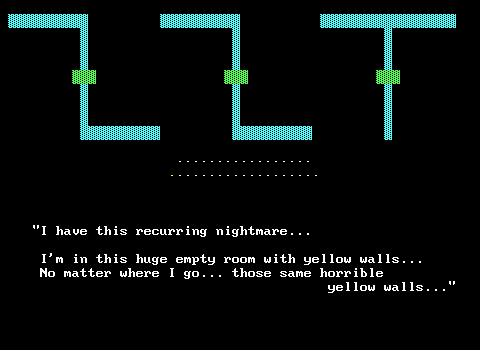 ZZT
"I have this recurring nightmare...
I'm in this huge empty room with yellow walls...
No matter where I go... those same horrible
yellow walls..."